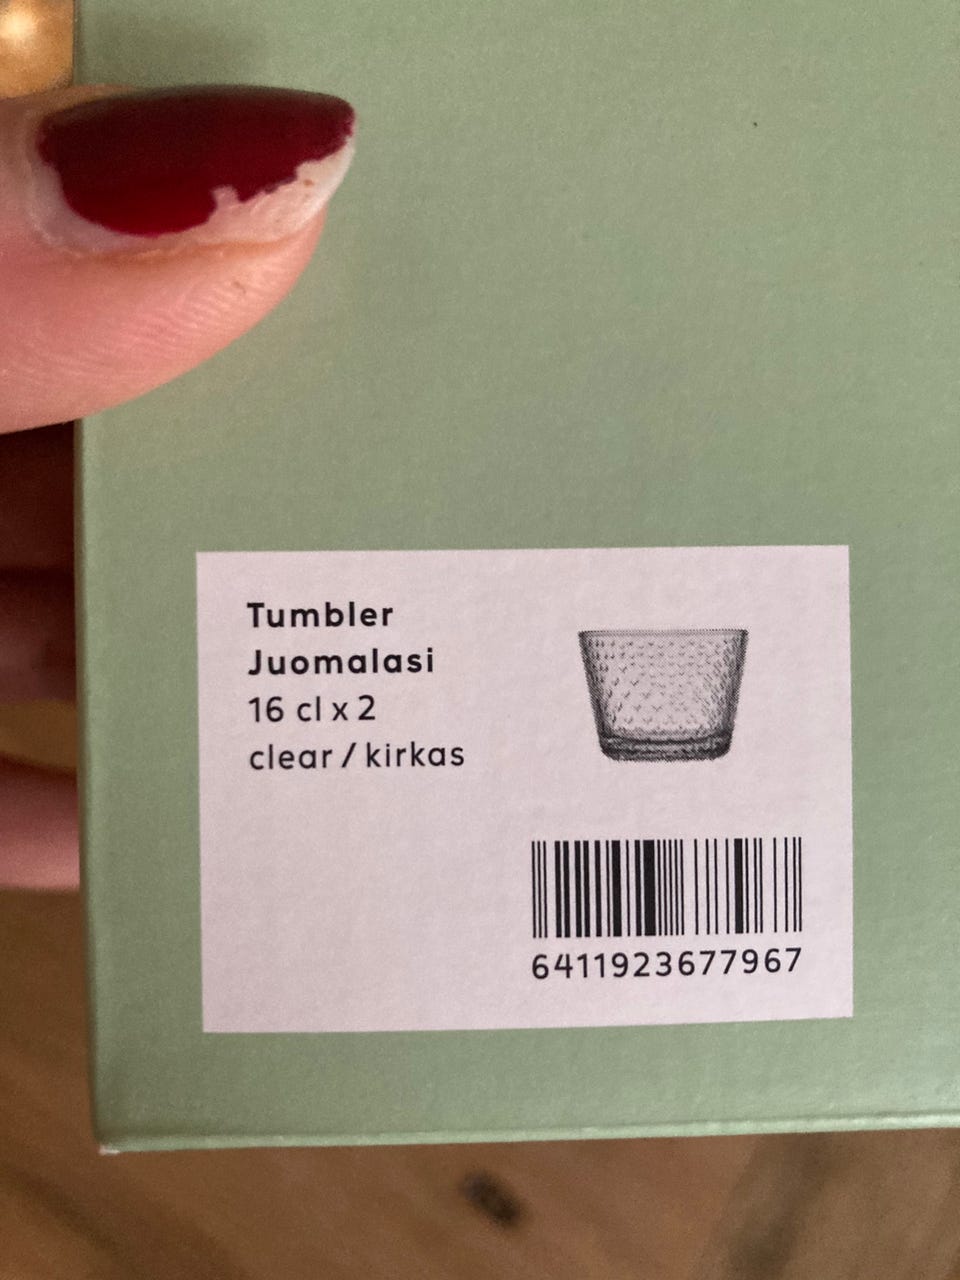 Tumbler
Juomalasi
16 cl x 2
clear / kirkas
6411923677967